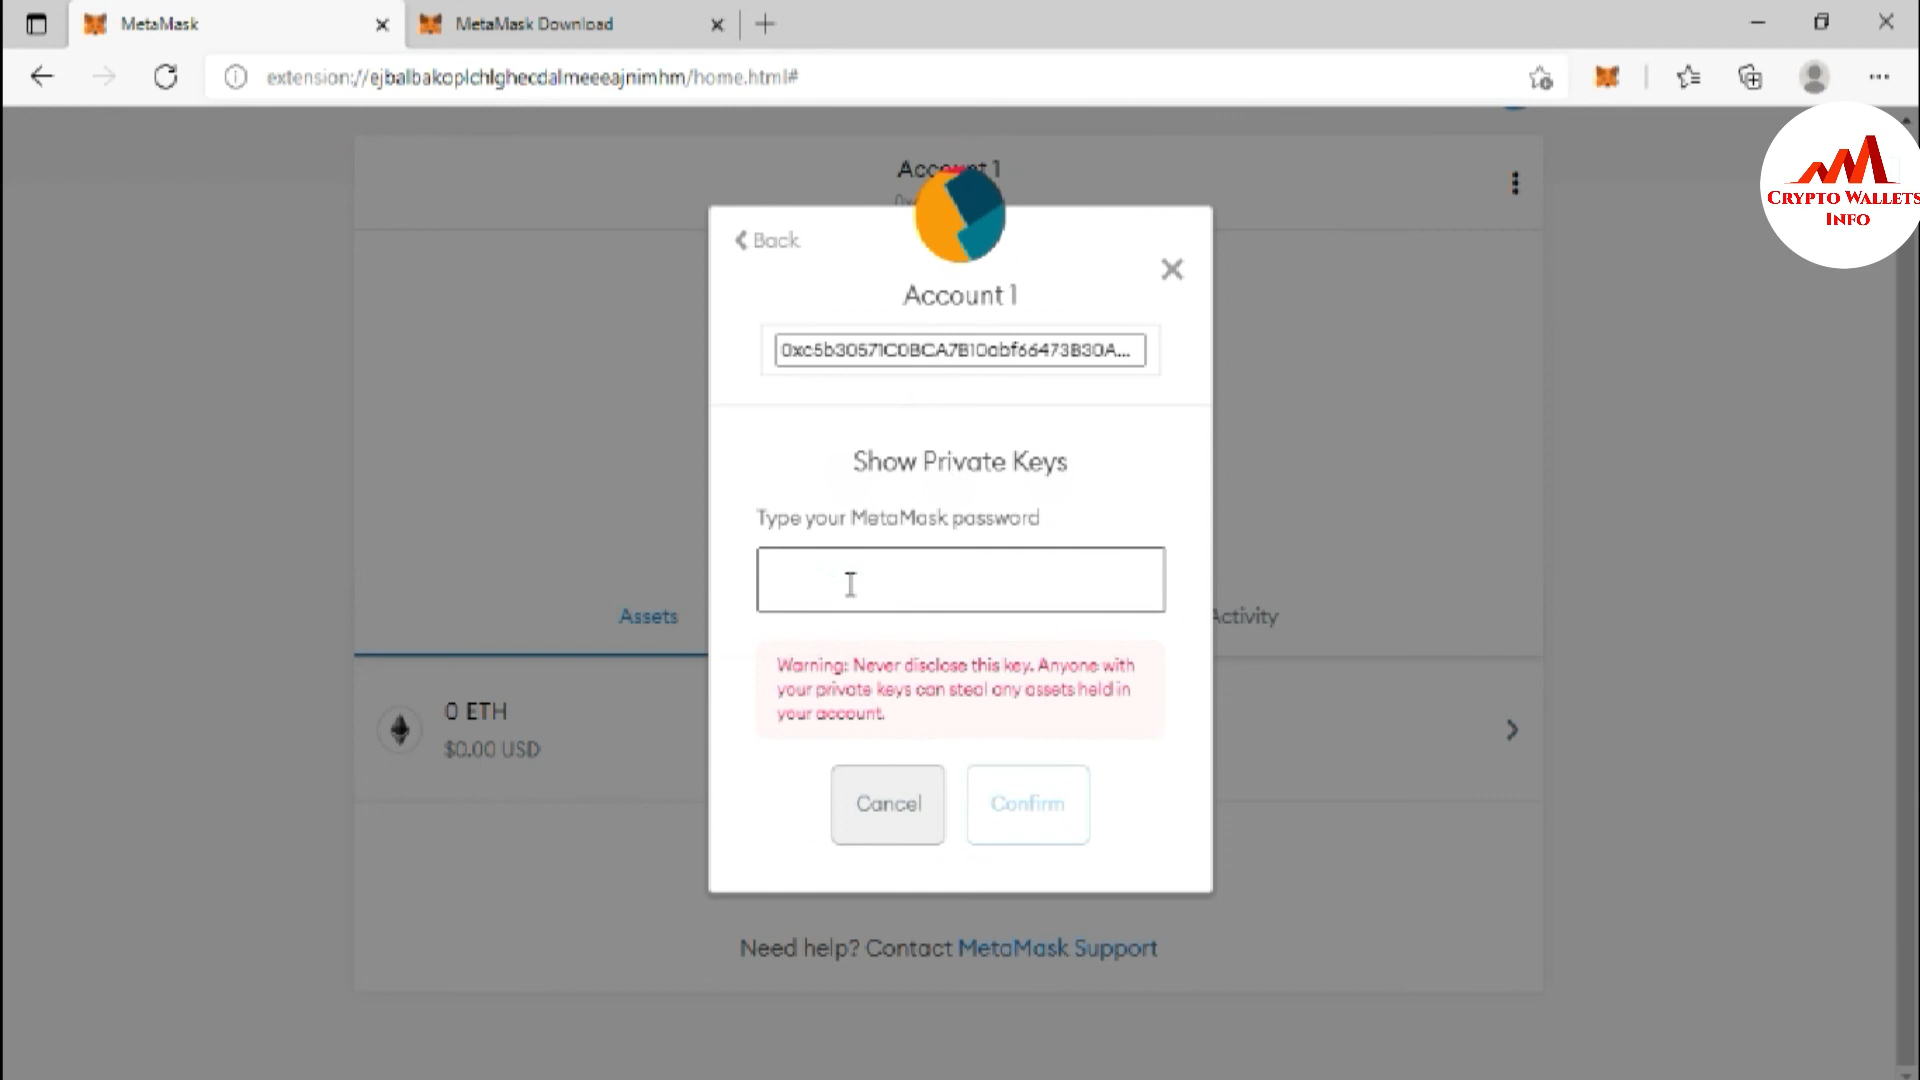 MetaMask
MetaMask Download
extension://ejbalbakoplchlghecdalmeeeajnimhm/home.html#
CRYPTO WALLETS
INFO
Account 1
Back
Account 1
0xc5b30571C0BCA7B10abf66473B30A...
Show Private Keys
Type your MetaMask password
Assets
Activity
Warning: Never disclose this key. Anyone with
your private keys can steal any assets held in
your account.
0 ETH
$0.00 USD
Cancel
Confirm
Need help? Contact MetaMask Support